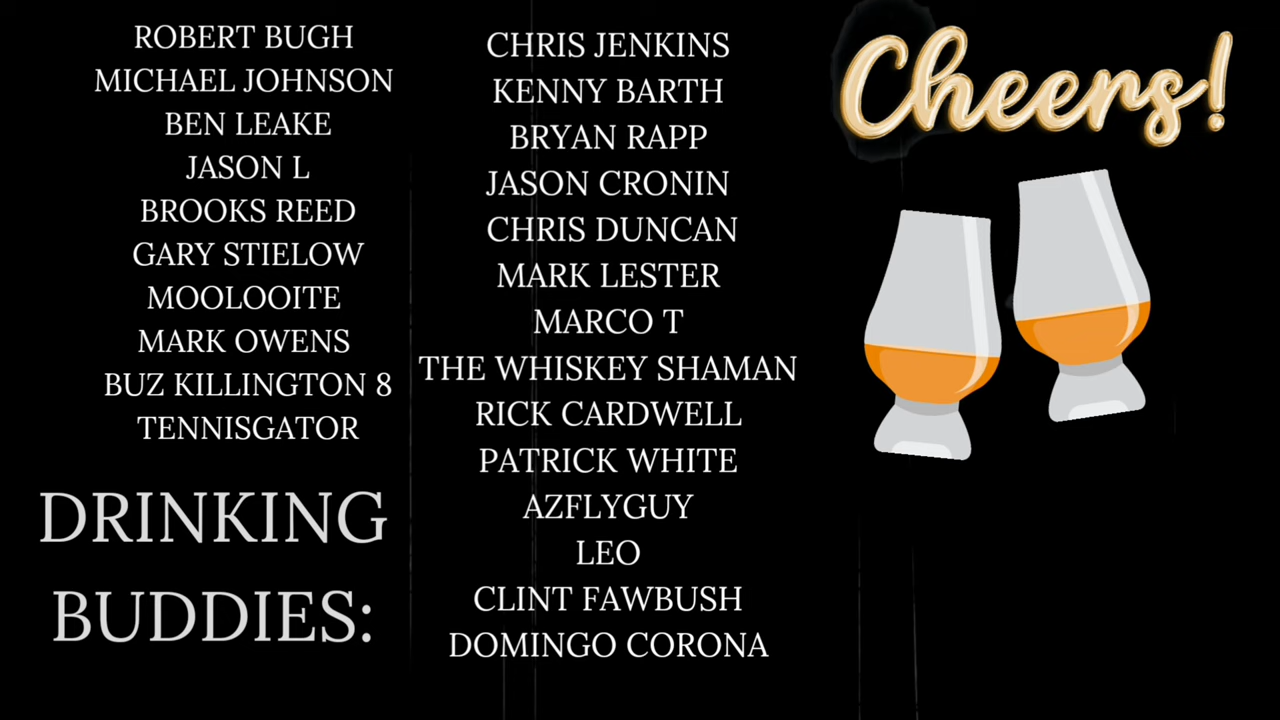 ROBERT BUGH
MICHAEL JOHNSON
BEN LEAKE
JASON L
BROOKS REED
GARY STIELOW
MOOLOOITE
MARK OWENS
BUZ KILLINGTON 8
TENNISGATOR
DRINKING
BUDDIES:
CHRIS JENKINS
KENNY BARTH
BRYAN RAPP
JASON CRONIN
CHRIS DUNCAN
MARK LESTER
MARCO T
THE WHISKEY SHAMAN
RICK CARDWELL
PATRICK WHITE
AZFLYGUY
LEO
CLINT FAWBUSH
DOMINGO CORONA
Cheers!